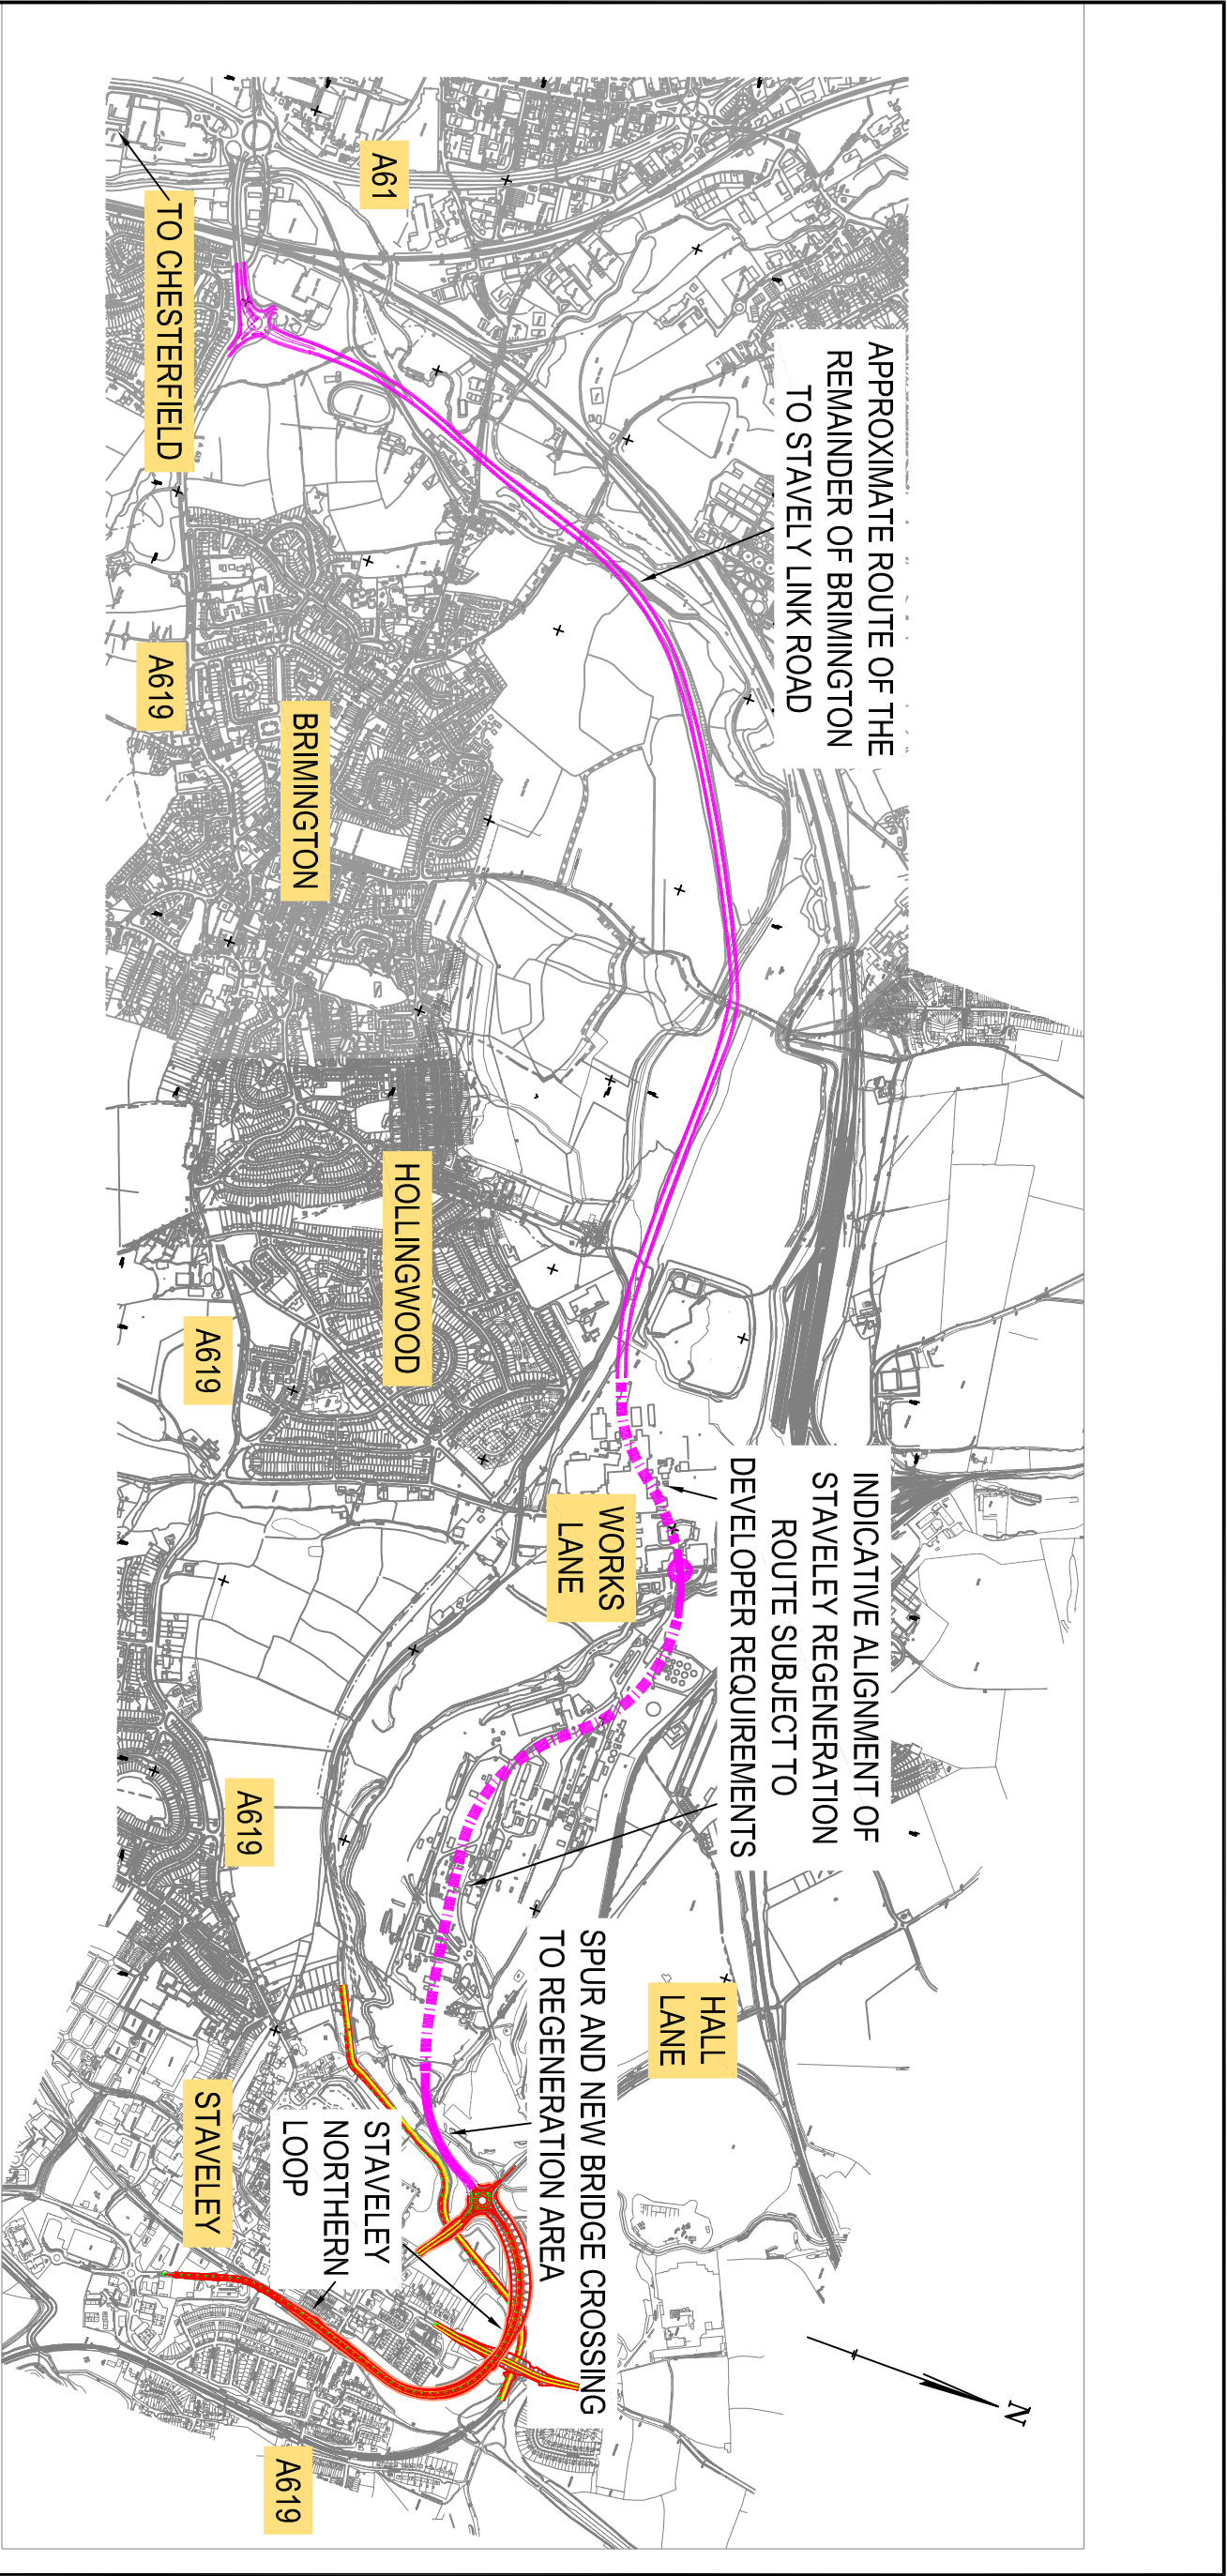 A61
TO CHESTERFIELD
APPROXIMATE ROUTE OF THE
REMAINDER OF BRIMINGTON
TO STAVELY LINK ROAD
A619
BRIMINGTON
HOLLINGWOOD
A619
INDICATIVE ALIGNMENT OF
STAVELEY REGENERATION
ROUTE SUBJECT TO
DEVELOPER REQUIREMENTS
WORKS
LANE
A619
HALL
LANE
SPUR AND NEW BRIDGE CROSSING
TO REGENERATION AREA
STAVELEY
NORTHERN
LOOP
STAVELEY
A619
N